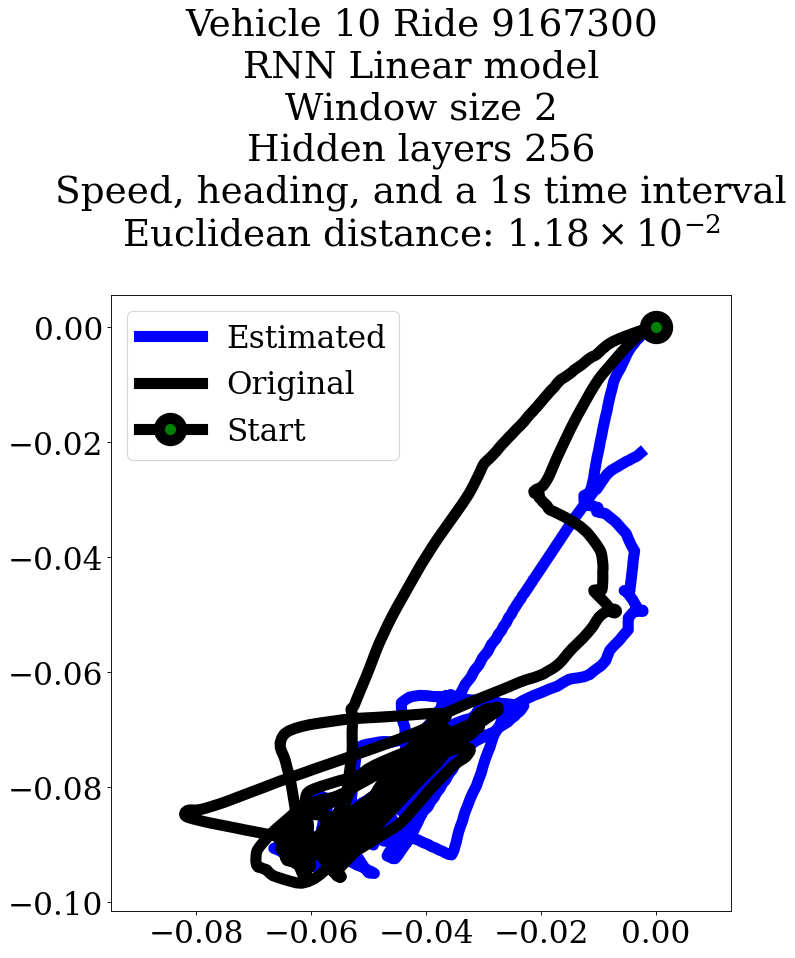 Vehicle 10 Ride 9167300
RNN Linear model
Window size 2
Hidden layers 256
Speed, heading, and a 1s time interval
Euclidean distance: 1.18 × 10⁻²
Estimated
Original
Start
0.00
−0.02
−0.04
−0.06
−0.08
−0.10
−0.08 −0.06 −0.04 −0.02 0.00